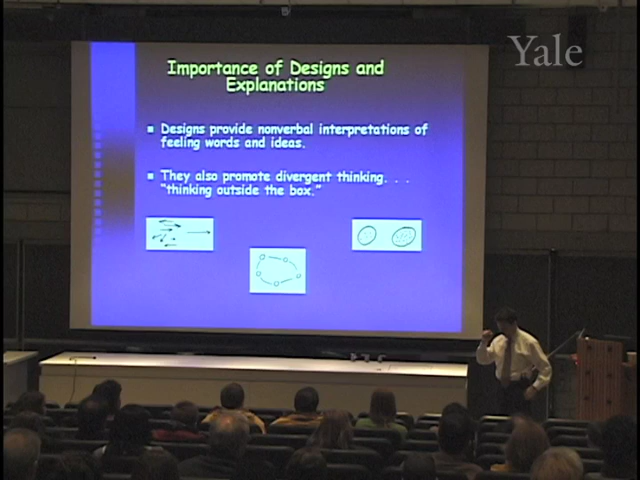 Yale
Importance of Designs and
Explanations
Designs provide nonverbal interpretations of
feeling words and ideas.
They also promote divergent thinking. . .
"thinking outside the box."